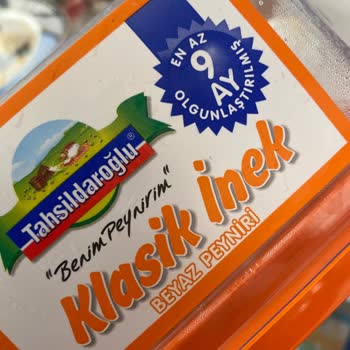 EN AZ
9
AY
OLGUNLAŞTIRILMIŞ
Tahsildaroğlu
"Benim Peynirim"
Klasik İnek
BEYAZ PEYNİRİ